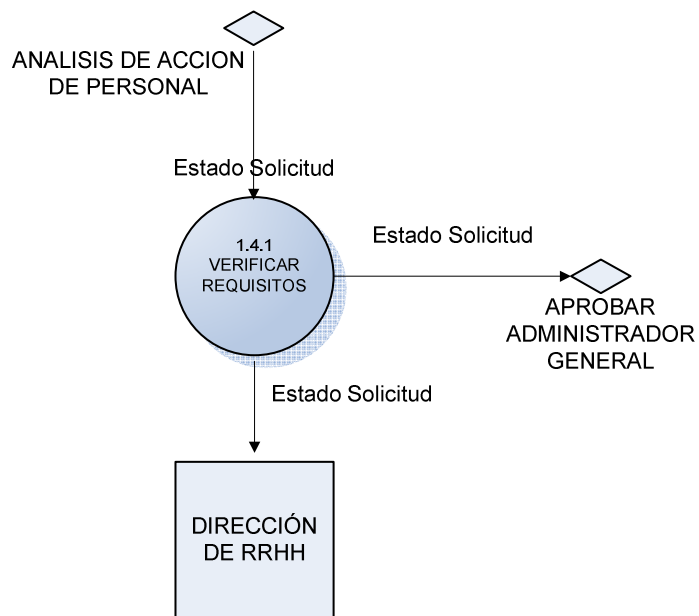 ANALISIS DE ACCION
DE PERSONAL
Estado Solicitud
1.4.1
VERIFICAR
REQUISITOS
Estado Solicitud
APROBAR
ADMINISTRADOR
GENERAL
Estado Solicitud
DIRECCIÓN
DE RRHH